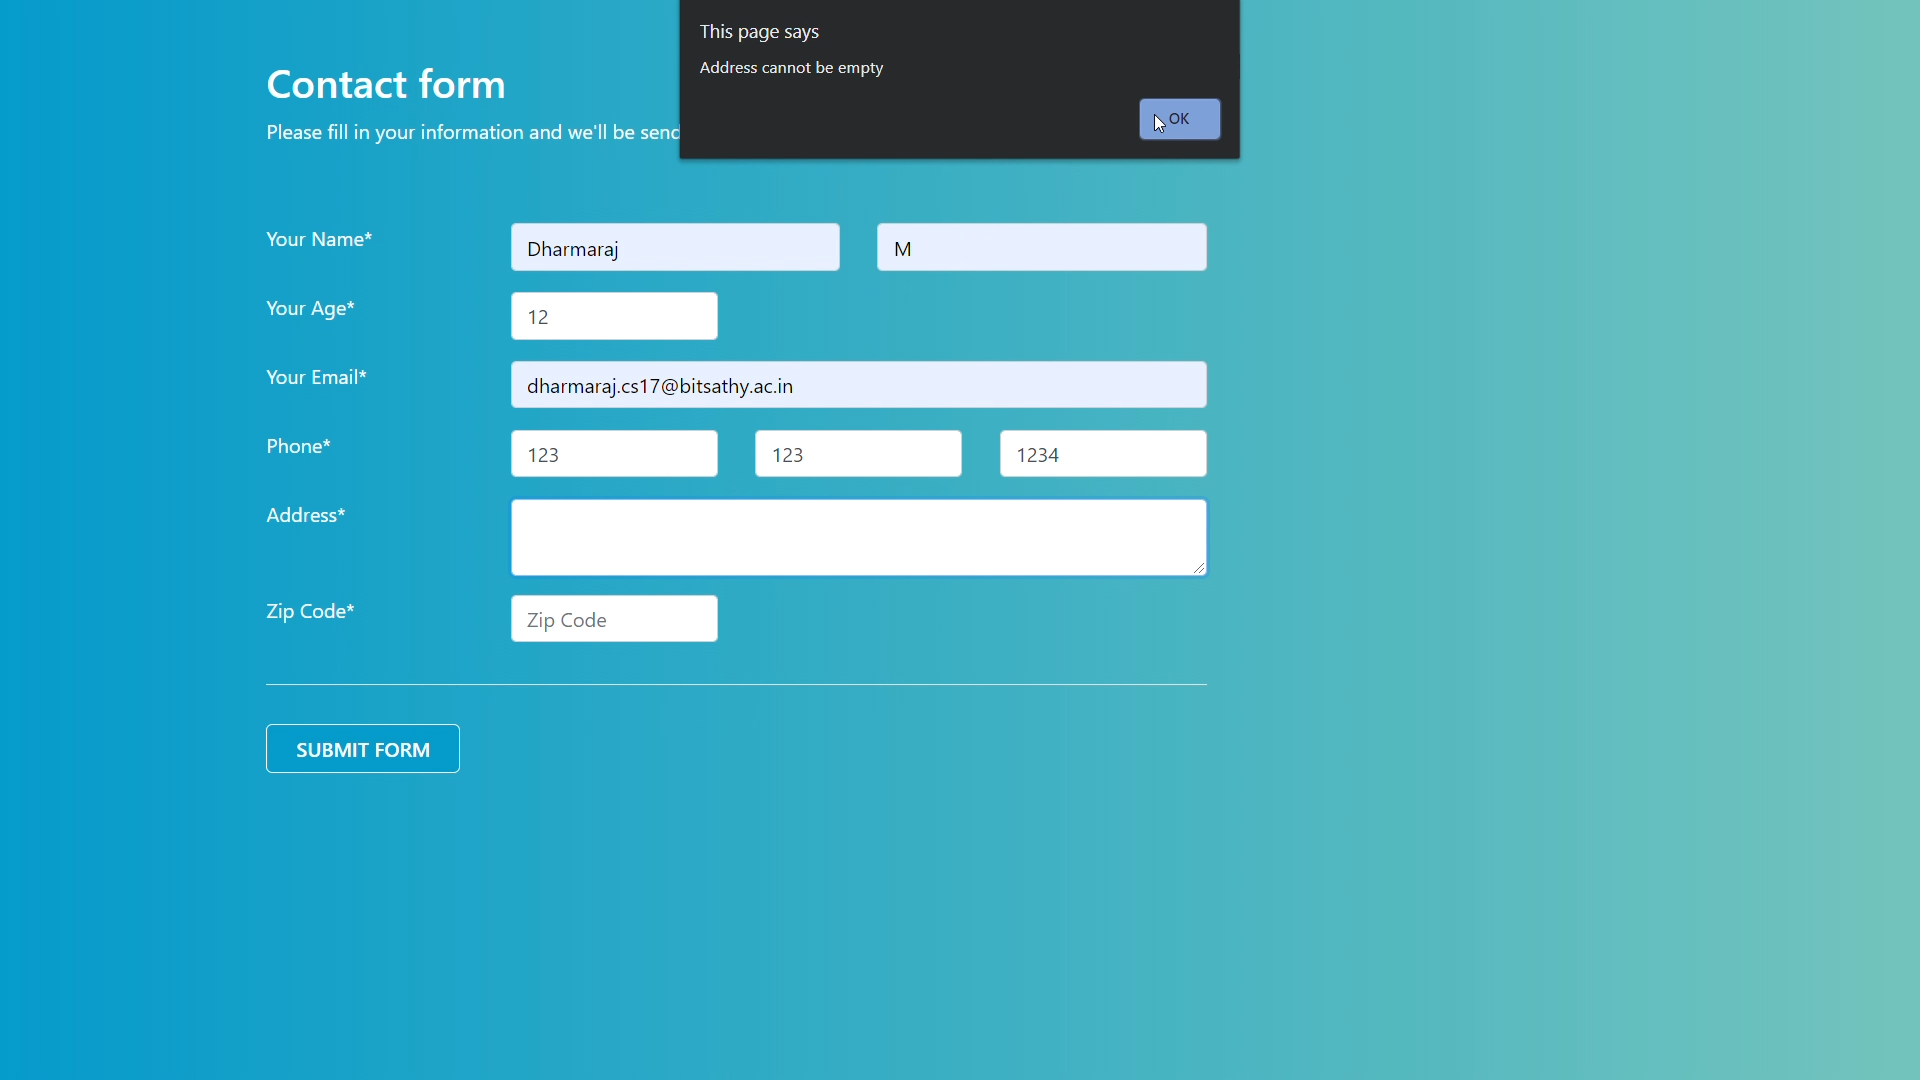 This page says
Address cannot be empty
OK
Contact form
Please fill in your information and we'll be send
Your Name*
Dharmaraj
M
Your Age*
12
Your Email*
dharmaraj.cs17@bitsathy.ac.in
Phone*
123
123
1234
Address*
Zip Code*
Zip Code
SUBMIT FORM